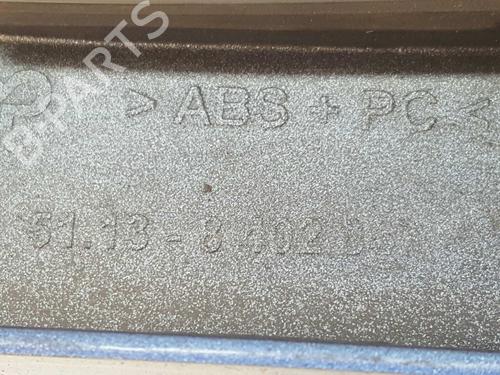 > ABS + PC <
51.13 - 8 402
B-PARTS